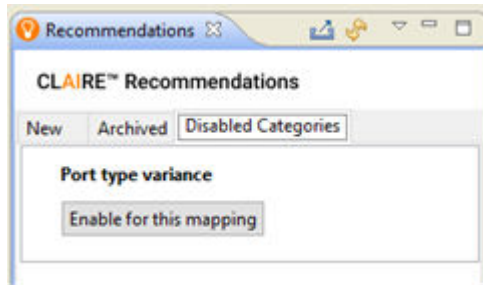 Recommendations
CLAIRE™ Recommendations
New Archived Disabled Categories
Port type variance
Enable for this mapping